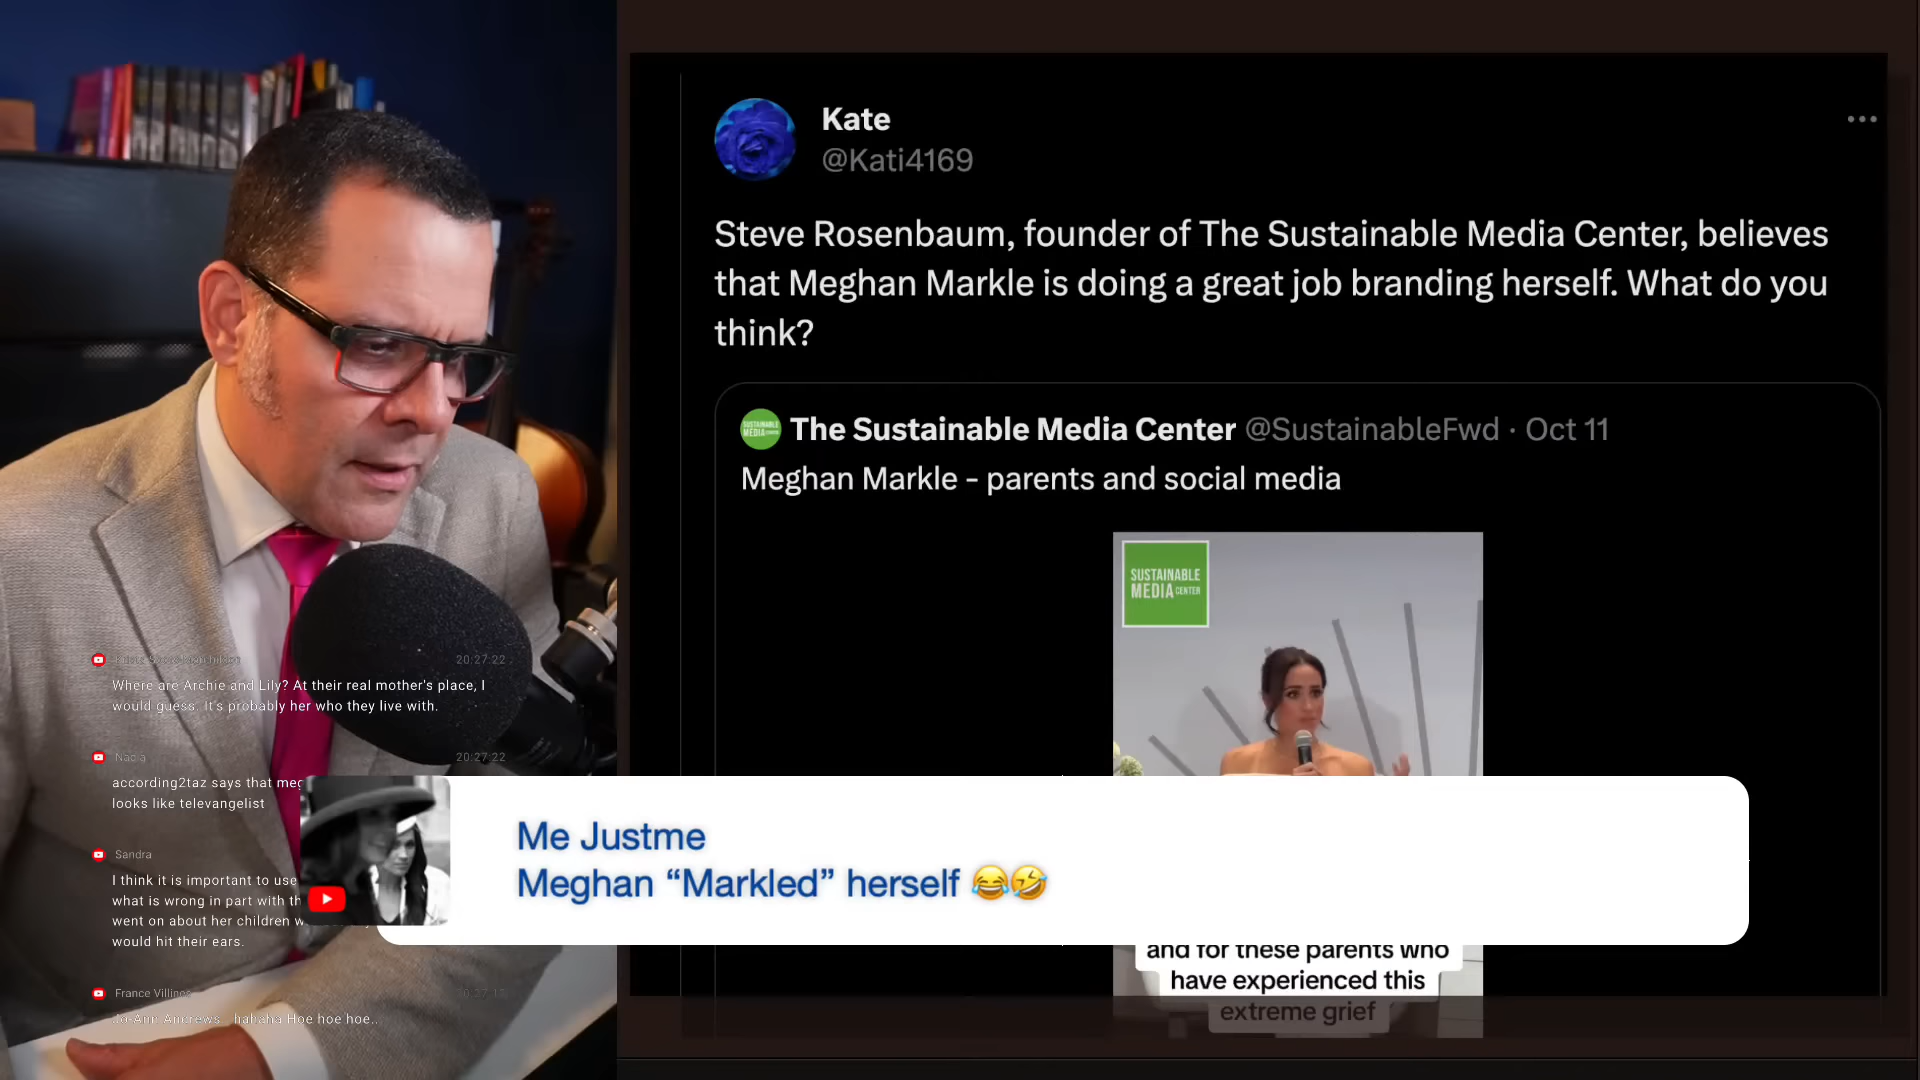 Kate
@Kati4169
Steve Rosenbaum, founder of The Sustainable Media Center, believes
that Meghan Markle is doing a great job branding herself. What do you
think?
SUSTAINABLE
MEDIA CENTER
The Sustainable Media Center @SustainableFwd · Oct 11
Meghan Markle - parents and social media
SUSTAINABLE
MEDIA CENTER
20:27:22
Where are Archie and Lily? At their real mother's place, I
would guess. It's probably her who they live with.
Nadia
20:27:22
according2taz says that meg
looks like televangelist
Sandra
I think it is important to use
what is wrong in part with th
went on about her children w
would hit their ears.
France Villines
Jo-Ann Andrews.. hahaha Hoe hoe hoe..
Me Justme
Meghan “Markled” herself 😂🤣
and for these parents who
have experienced this
extreme grief